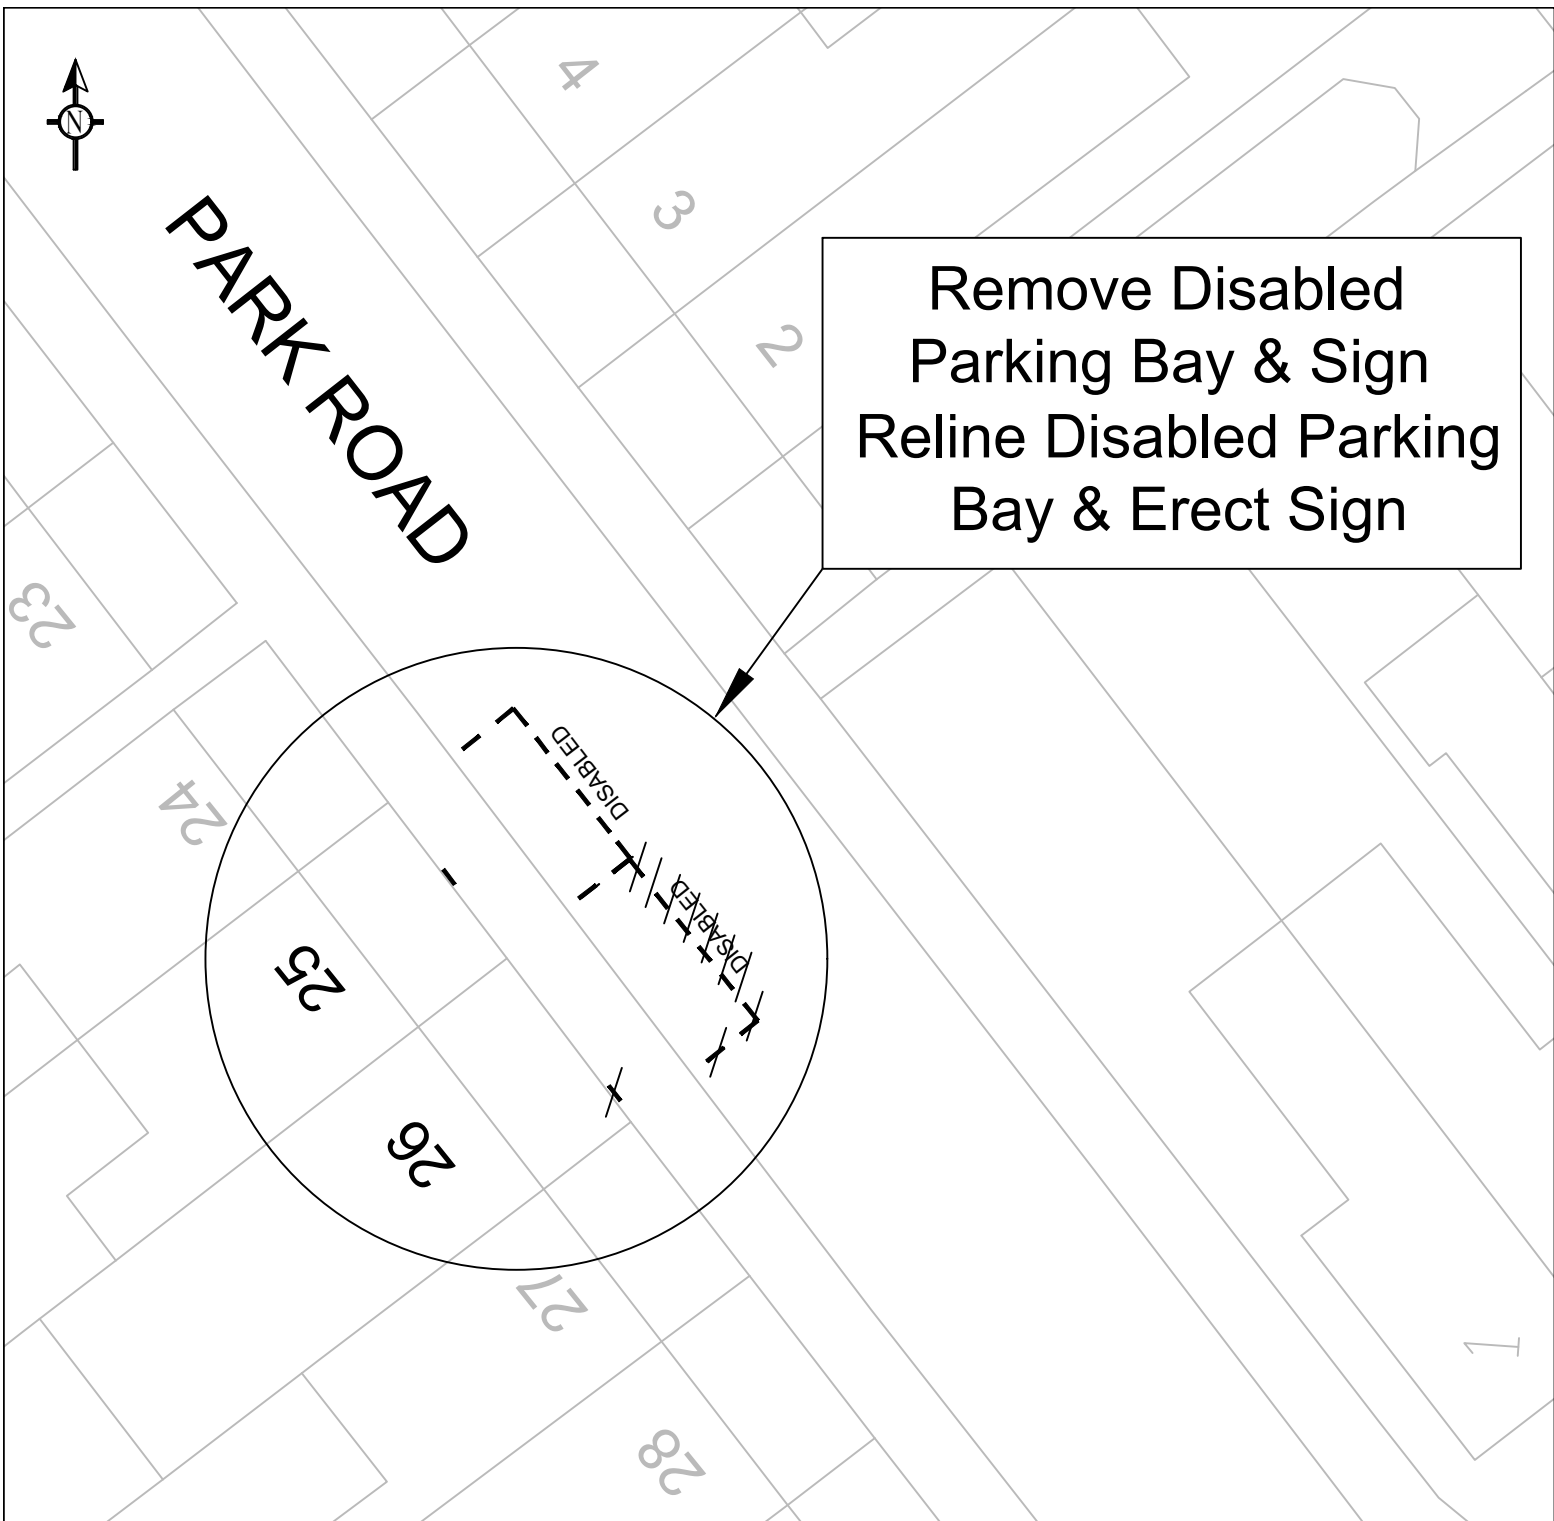 N
PARK ROAD
4
3
2
Remove Disabled
Parking Bay & Sign
Reline Disabled Parking
Bay & Erect Sign
23
24
DISABLED
DISABLED
25
26
27
28
1